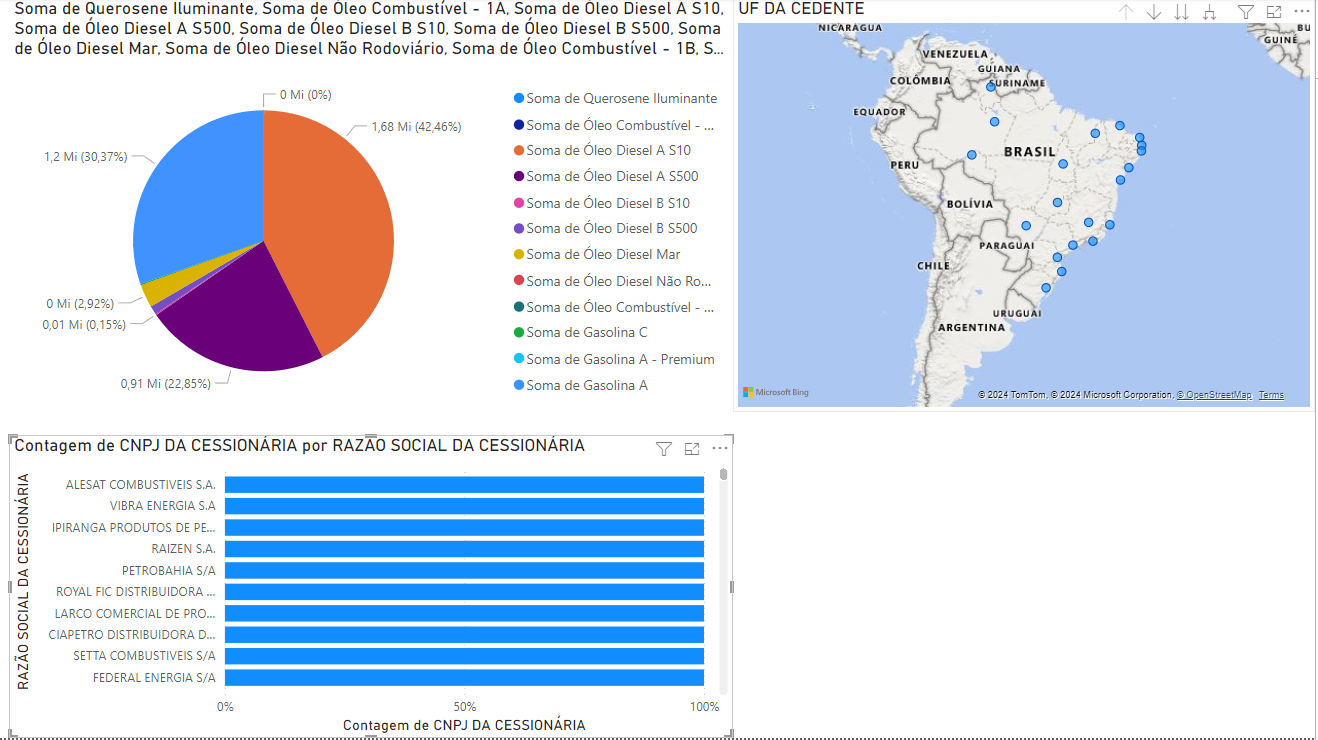 Soma de Querosene Iluminante, Soma de Óleo Combustível - 1A, Soma de Óleo Diesel A S10,
Soma de Óleo Diesel A S500, Soma de Óleo Diesel B S10, Soma de Óleo Diesel B S500, Soma
de Óleo Diesel Mar, Soma de Óleo Diesel Não Rodoviário, Soma de Óleo Combustível - 1B, S...
0 Mi (0%)
1,68 Mi (42,46%)
1,2 Mi (30,37%)
0 Mi (2,92%)
0,01 Mi (0,15%)
0,91 Mi (22,85%)
Soma de Querosene Iluminante
Soma de Óleo Combustível - ...
Soma de Óleo Diesel A S10
Soma de Óleo Diesel A S500
Soma de Óleo Diesel B S10
Soma de Óleo Diesel B S500
Soma de Óleo Diesel Mar
Soma de Óleo Diesel Não Ro...
Soma de Óleo Combustível - ...
Soma de Gasolina C
Soma de Gasolina A - Premium
Soma de Gasolina A
UF DA CEDENTE
NICARAGUA
BU
GUINÉ
VENEZUELA
GUIANA
COLÔMBIA
SURINAME
EQUADOR
BRASIL
PERU
BOLÍVIA
PARAGUAI
CHILE
URUGUAI
ARGENTINA
Microsoft Bing
© 2024 TomTom, © 2024 Microsoft Corporation, © OpenStreetMap Terms
Contagem de CNPJ DA CESSIONÁRIA por RAZÃO SOCIAL DA CESSIONÁRIA
RAZÃO SOCIAL DA CESSIONÁRIA
ALESAT COMBUSTIVEIS S.A.
VIBRA ENERGIA S.A
IPIRANGA PRODUTOS DE PE...
RAIZEN S.A.
PETROBAHIA S/A
ROYAL FIC DISTRIBUIDORA ...
LARCO COMERCIAL DE PRO...
CIAPETRO DISTRIBUIDORA D...
SETTA COMBUSTIVEIS S/A
FEDERAL ENERGIA S/A
0% 50% 100%
Contagem de CNPJ DA CESSIONÁRIA